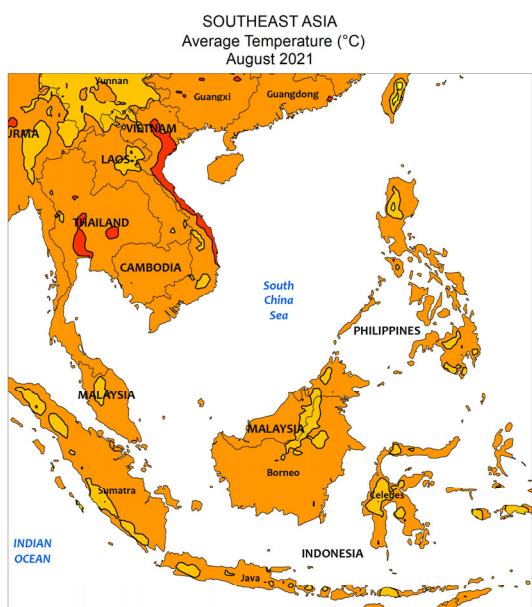 SOUTHEAST ASIA
Average Temperature (°C)
August 2021
Yunnan
Guangxi
Guangdong
URMA
VIETNAM
LAOS
THAILAND
CAMBODIA
South
China
Sea
PHILIPPINES
MALAYSIA
MALAYSIA
Borneo
Sumatra
Celebes
INDIAN
OCEAN
INDONESIA
Java